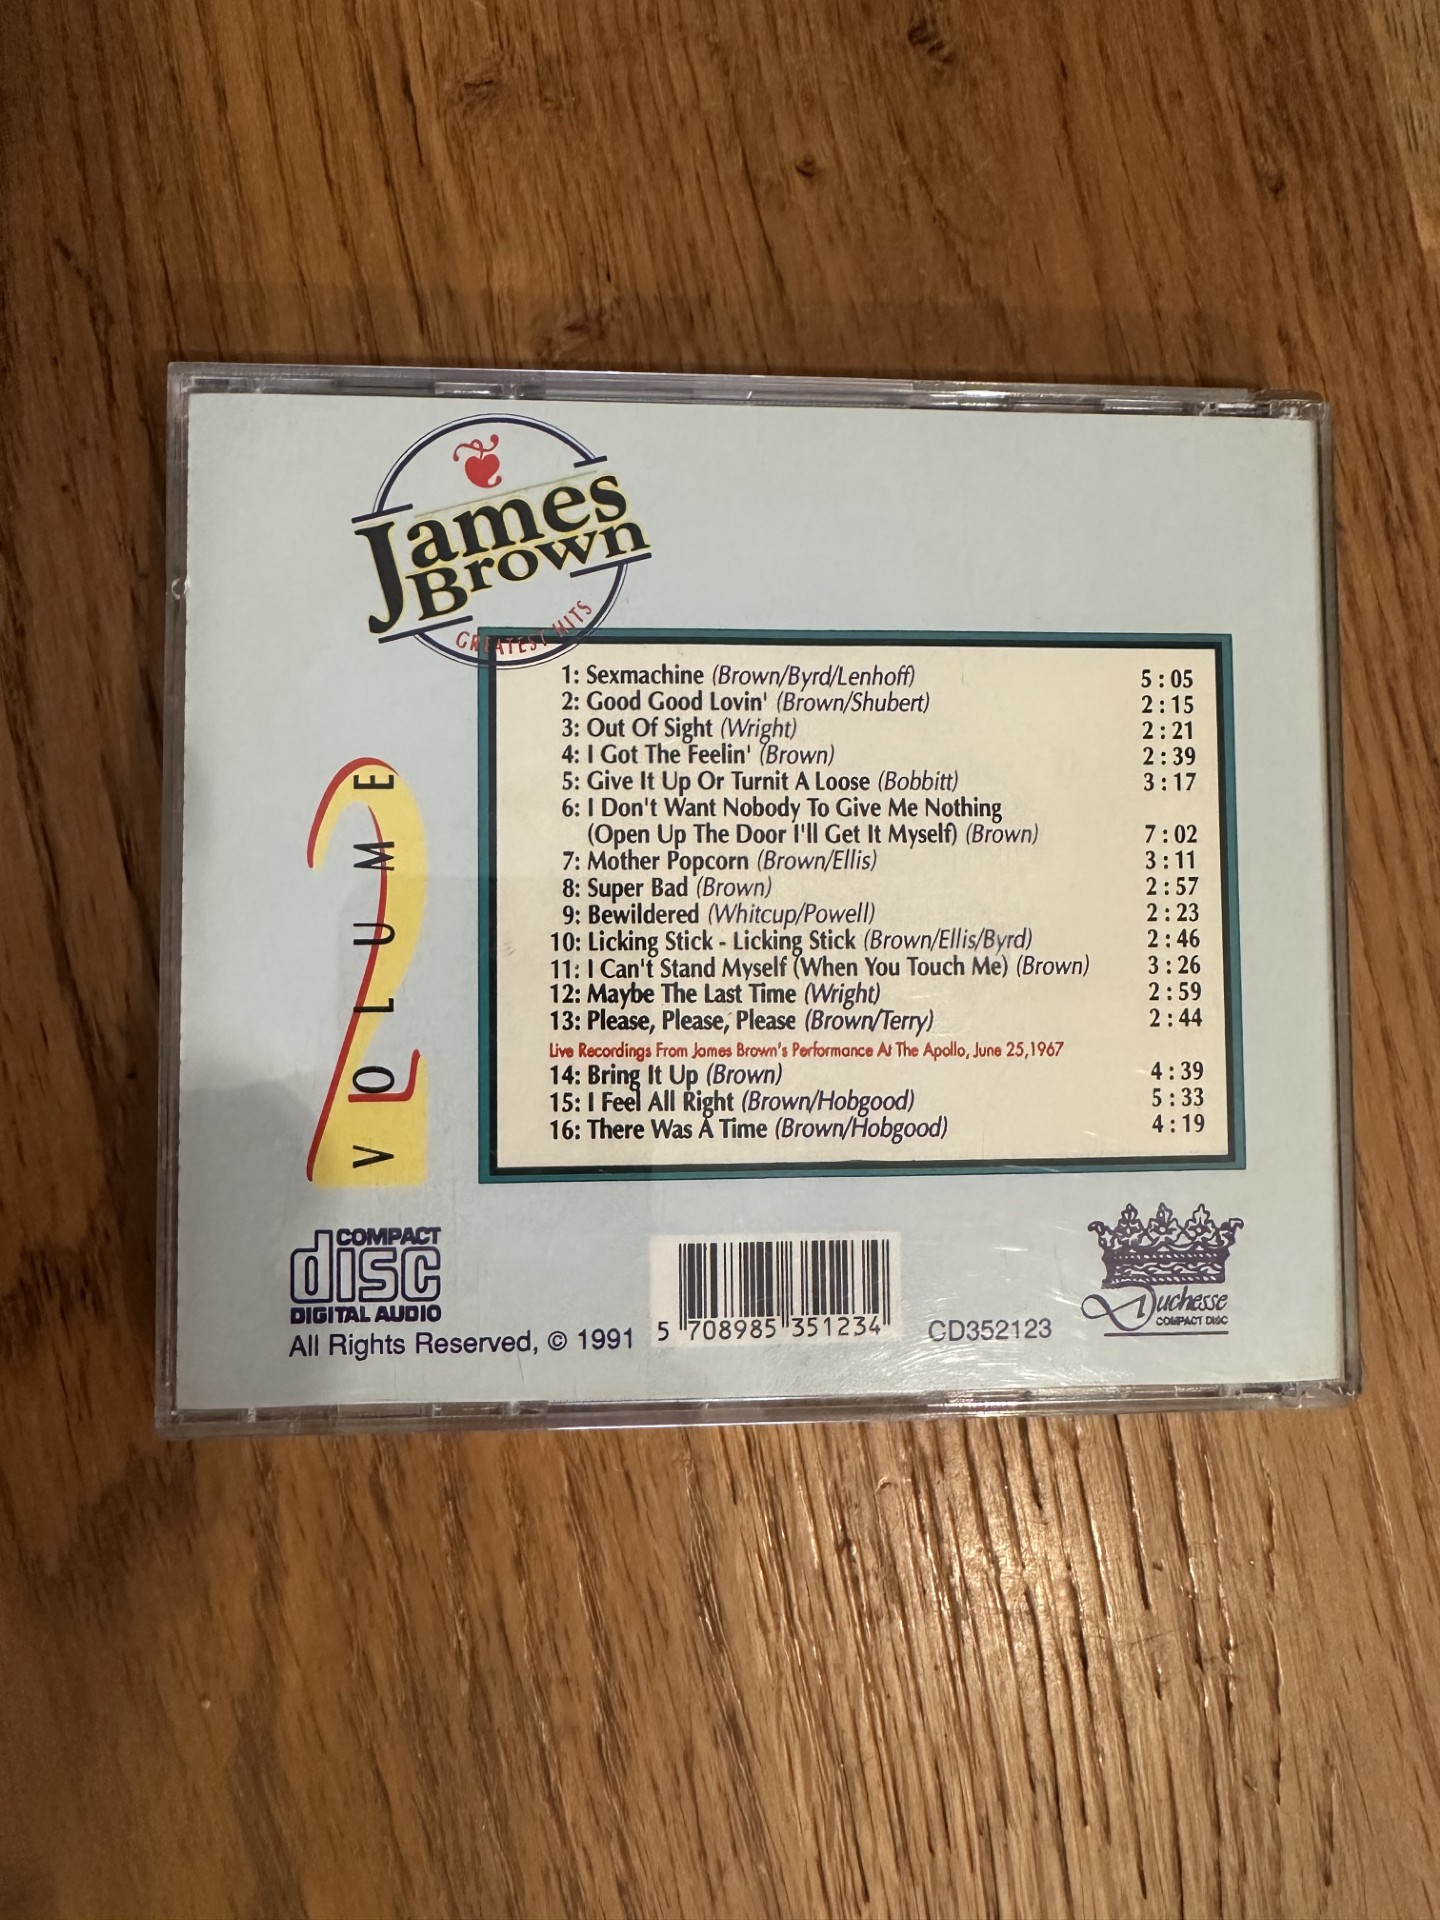 James
Brown
GREATEST HITS
VOLUME
2
1: Sexmachine (Brown/Byrd/Lenhoff) 5:05
2: Good Good Lovin' (Brown/Shubert) 2:15
3: Out Of Sight (Wright) 2:21
4: I Got The Feelin' (Brown) 2:39
5: Give It Up Or Turnit A Loose (Bobbitt) 3:17
6: I Don't Want Nobody To Give Me Nothing
(Open Up The Door I'll Get It Myself) (Brown) 7:02
7: Mother Popcorn (Brown/Ellis) 3:11
8: Super Bad (Brown) 2:57
9: Bewildered (Whitcup/Powell) 2:23
10: Licking Stick - Licking Stick (Brown/Ellis/Byrd) 2:46
11: I Can't Stand Myself (When You Touch Me) (Brown) 3:26
12: Maybe The Last Time (Wright) 2:59
13: Please, Please, Please (Brown/Terry) 2:44
Live Recordings From James Brown's Performance At The Apollo, June 25,1967
14: Bring It Up (Brown) 4:39
15: I Feel All Right (Brown/Hobgood) 5:33
16: There Was A Time (Brown/Hobgood) 4:19
COMPACT
disc
DIGITAL AUDIO
All Rights Reserved, © 1991
5 708985 351234
CD352123
Duchesse
COMPACT DISC